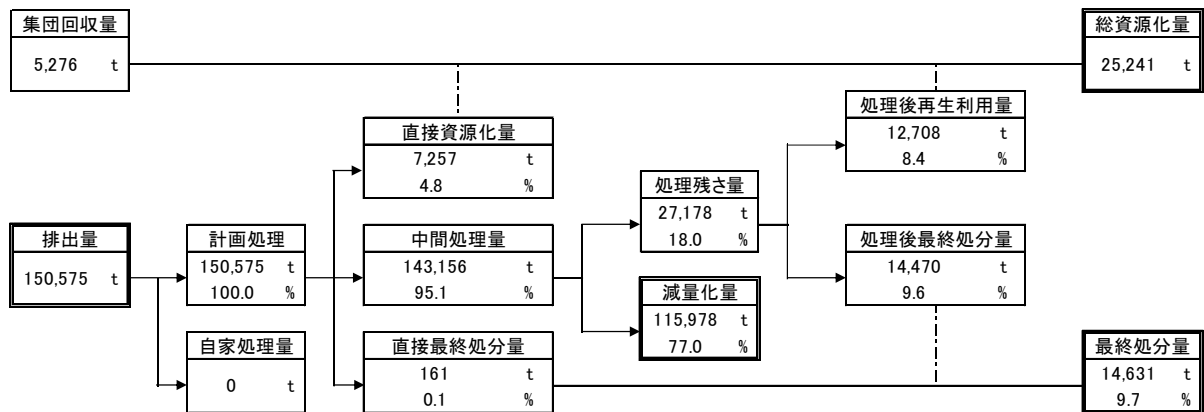 集団回収量
5,276 t
総資源化量
25,241 t
直接資源化量
7,257 t
4.8 %
処理後再生利用量
12,708 t
8.4 %
処理残さ量
27,178 t
18.0 %
排出量
150,575 t
計画処理
150,575 t
100.0 %
中間処理量
143,156 t
95.1 %
処理後最終処分量
14,470 t
9.6 %
減量化量
115,978 t
77.0 %
自家処理量
0 t
直接最終処分量
161 t
0.1 %
最終処分量
14,631 t
9.7 %